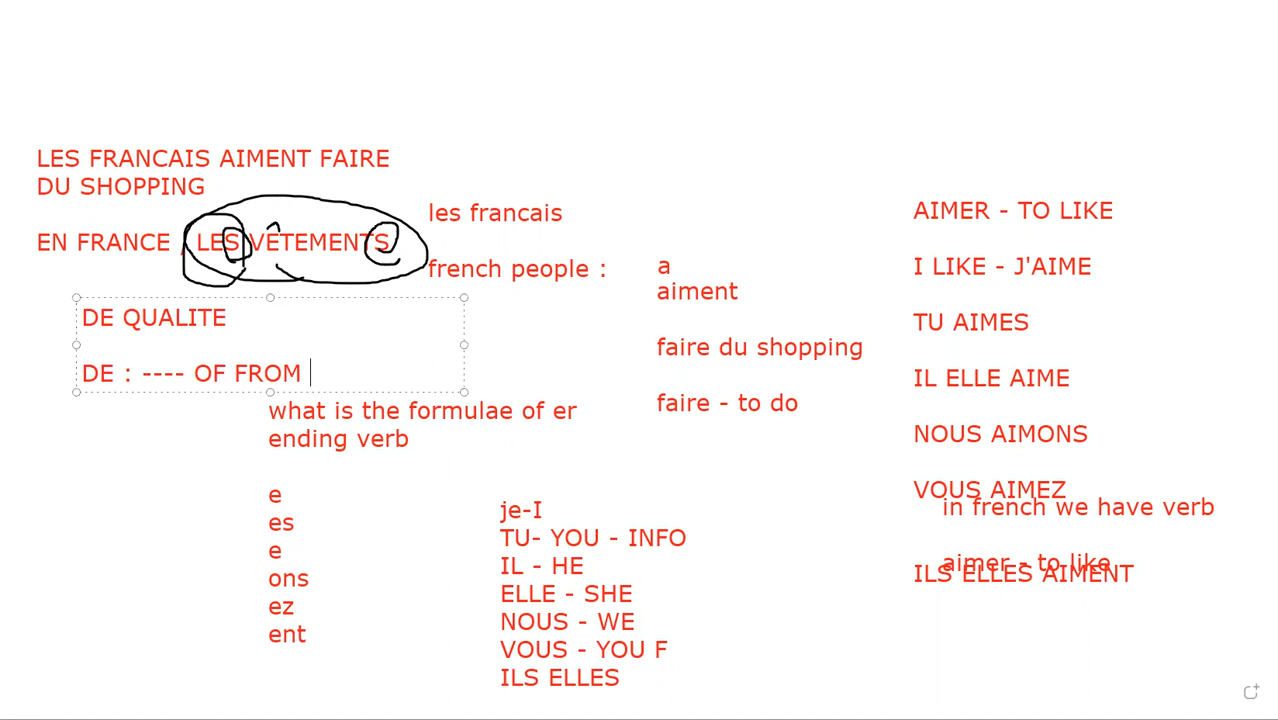 LES FRANCAIS AIMENT FAIRE
DU SHOPPING
EN FRANCE , LES VÊTEMENTS
DE QUALITE
DE : ---- OF FROM
les francais
french people :
a
aiment
faire du shopping
faire - to do
what is the formulae of er
ending verb
e
es
e
ons
ez
ent
je-I
TU- YOU - INFO
IL - HE
ELLE - SHE
NOUS - WE
VOUS - YOU F
ILS ELLES
AIMER - TO LIKE
I LIKE - J'AIME
TU AIMES
IL ELLE AIME
NOUS AIMONS
VOUS AIMEZ
in french we have verb
aimer - to like
ILS ELLES AIMENT